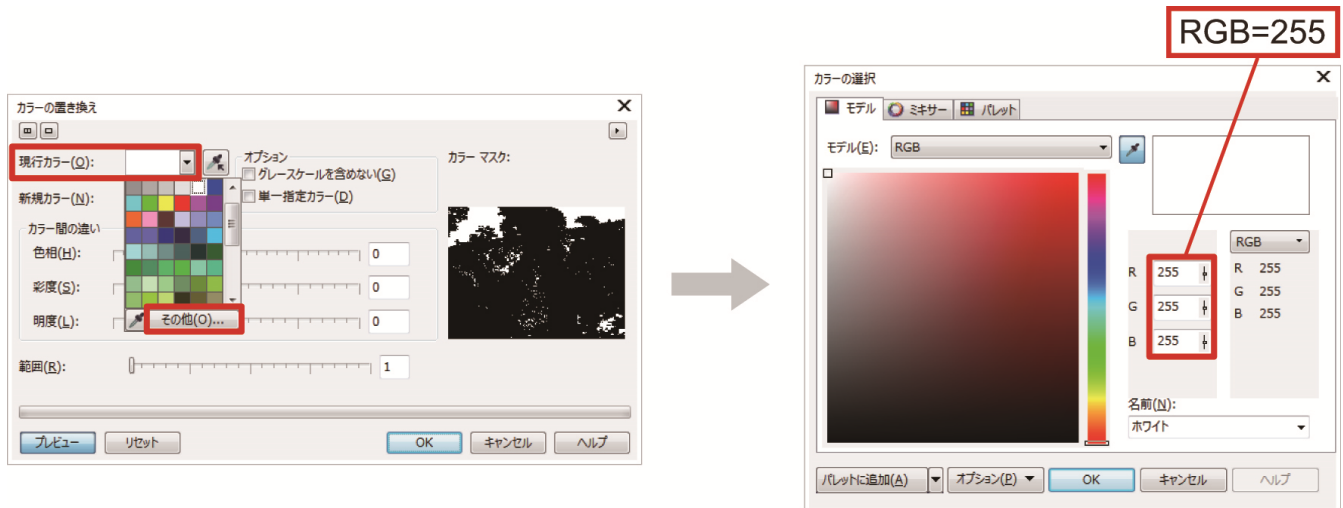 RGB=255
カラーの置き換え
現行カラー(O):
オプション
グレースケールを含めない(G)
単一指定カラー(D)
カラー マスク:
新規カラー(N):
カラー間の違い
色相(H):
0
彩度(S):
0
明度(L):
0
その他(O)...
範囲(R):
1
プレビュー
リセット
OK
キャンセル
ヘルプ
カラーの選択
モデル
ミキサー
パレット
モデル(E):
RGB
RGB
R 255
G 255
B 255
R 255
G 255
B 255
名前(N):
ホワイト
パレットに追加(A)
オプション(P)
OK
キャンセル
ヘルプ